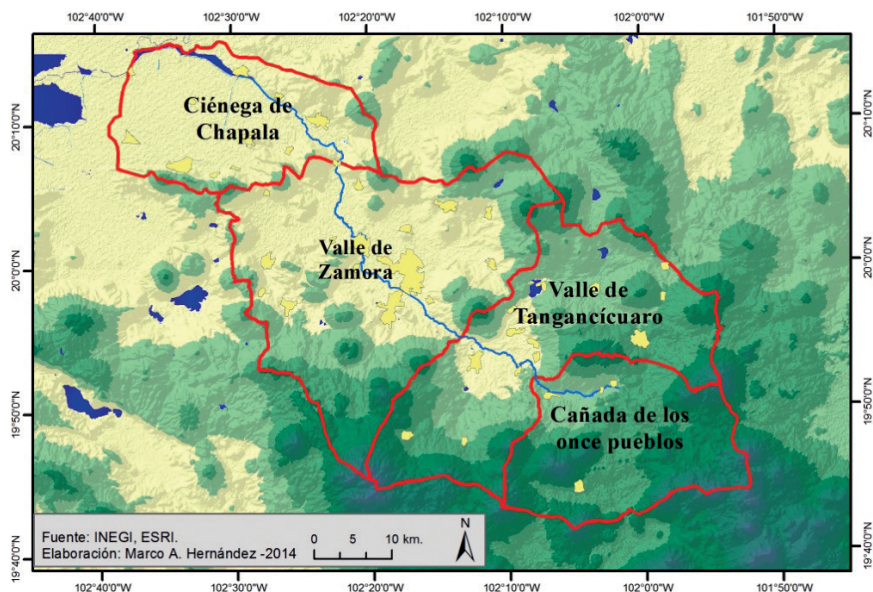 102°40'0"W 102°30'0"W 102°20'0"W 102°10'0"W 102°0'0"W 101°50'0"W
20°10'0"N
20°10'0"N
20°0'0"N
20°0'0"N
19°50'0"N
19°50'0"N
19°40'0"N
19°40'0"N
Ciénega de
Chapala
Valle de
Zamora
Valle de
Tangancícuaro
Cañada de los
once pueblos
Fuente: INEGI, ESRI.
Elaboración: Marco A. Hernández -2014
0 5 10 km.
N
102°40'0"W 102°30'0"W 102°20'0"W 102°10'0"W 102°0'0"W 101°50'0"W